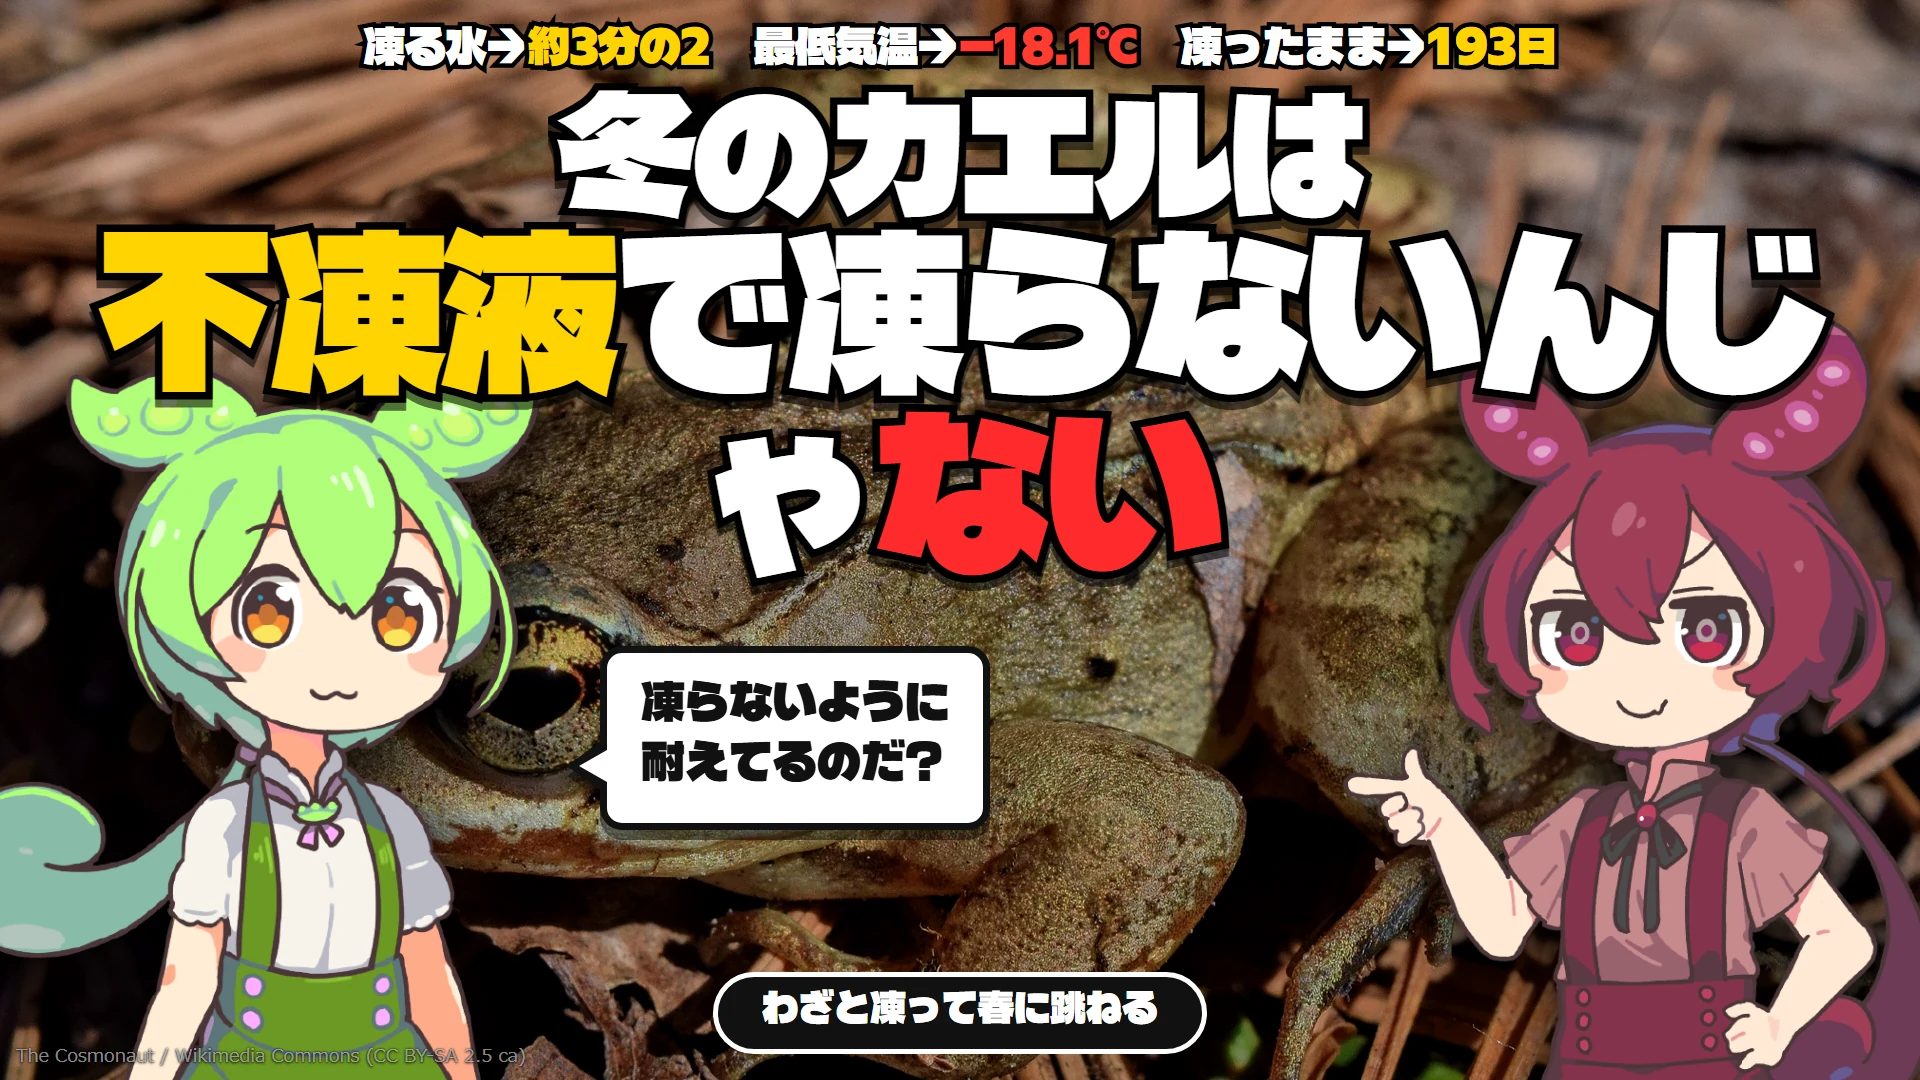 凍る水→約3分の2 最低気温→−18.1℃ 凍ったまま→193日
冬のカエルは
不凍液で凍らないんじ
ゃない
凍らないように
耐えてるのだ?
わざと凍って春に跳ねる
The Cosmonaut / Wikimedia Commons (CC BY-SA 2.5 ca)